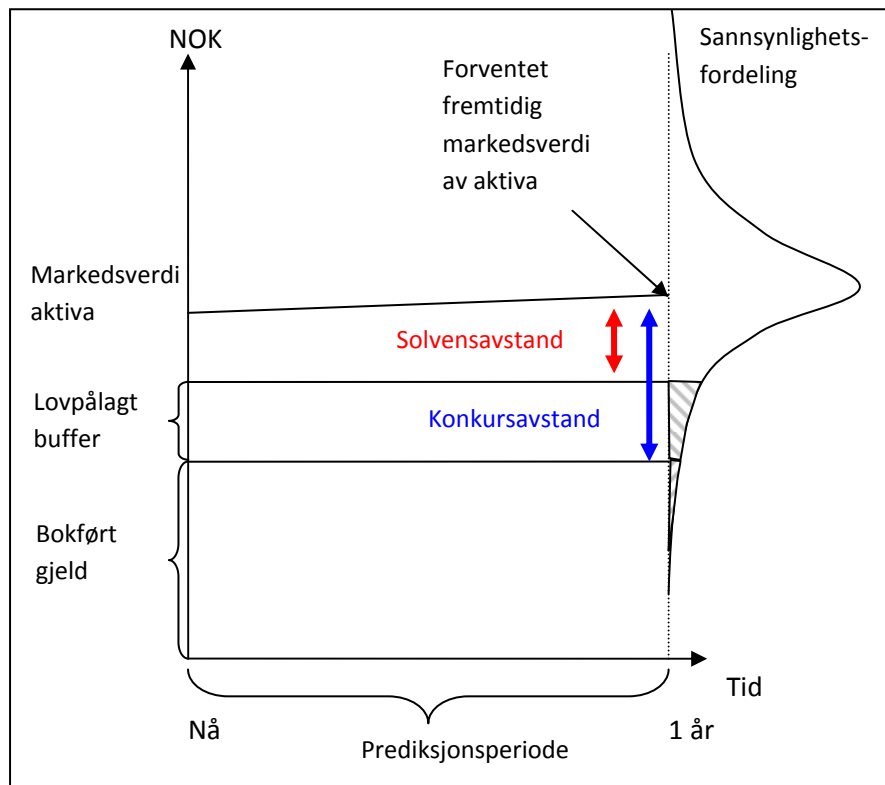 NOK
Sannsynlighets-
fordeling
Forventet
fremtidig
markedsverdi
av aktiva
Markedsverdi
aktiva
Solvensavstand
Lovpålagt
buffer
Konkursavstand
Bokført
gjeld
Tid
Nå
1 år
Prediksjonsperiode